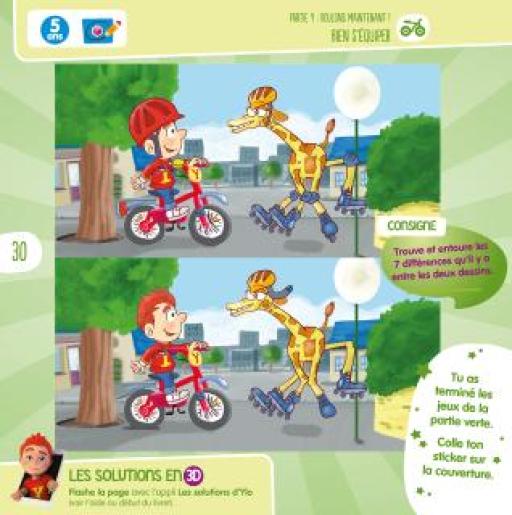 5
ans
PARTIE 4 : ROULONS MAINTENANT !
BIEN S'ÉQUIPER
30
CONSIGNE
Trouve et entoure les
7 différences qu'il y a
entre les deux dessins.
Tu as
terminé les
jeux de la
partie verte.
Colle ton
sticker sur
la couverture.
LES SOLUTIONS EN 3D
Flashe la page avec l'appli Les solutions d'Ylo
(voir l'aide au début du livret).